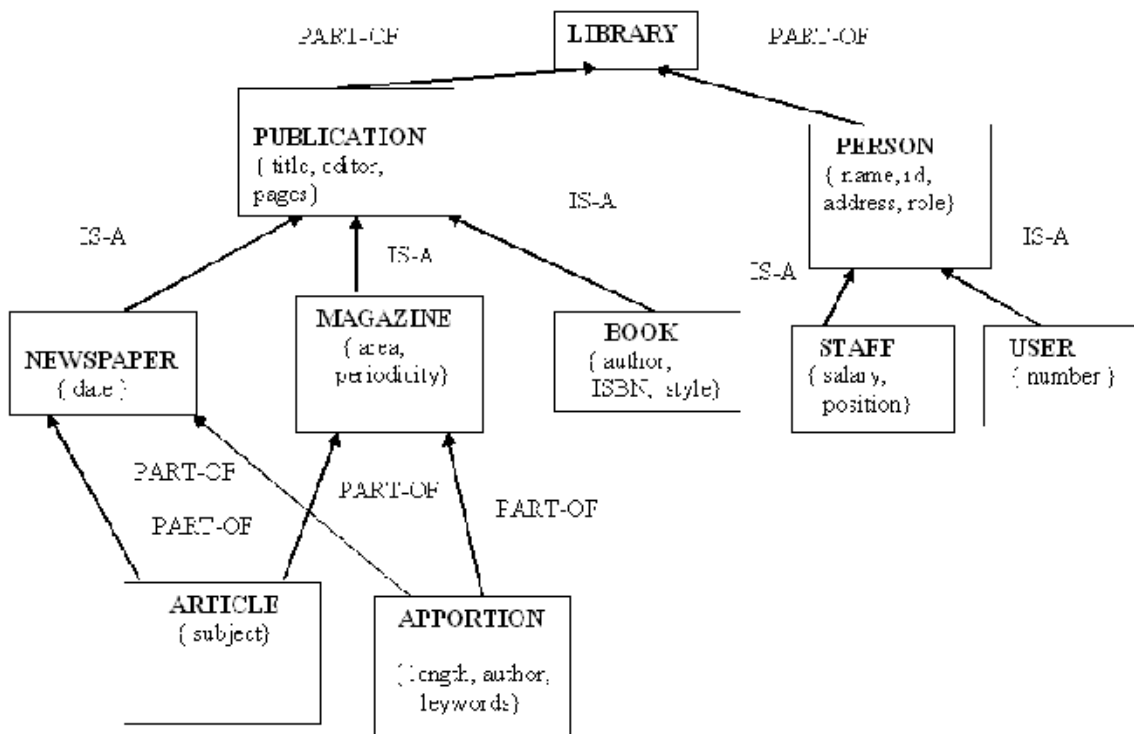 PART-OF
LIBRARY
PART-OF
PUBLICATION
{ title, editor,
pages}
PERSON
{ name, id,
address, role}
IS-A
IS-A
IS-A
IS-A
IS-A
NEWSPAPER
{ date }
MAGAZINE
{ area,
periodicity}
BOOK
{ author,
ISBN, style}
STAFF
{ salary,
position}
USER
{ number }
PART-OF
PART-OF
PART-OF
PART-OF
ARTICLE
{ subject}
APPORTION
{ length, author,
keywords}